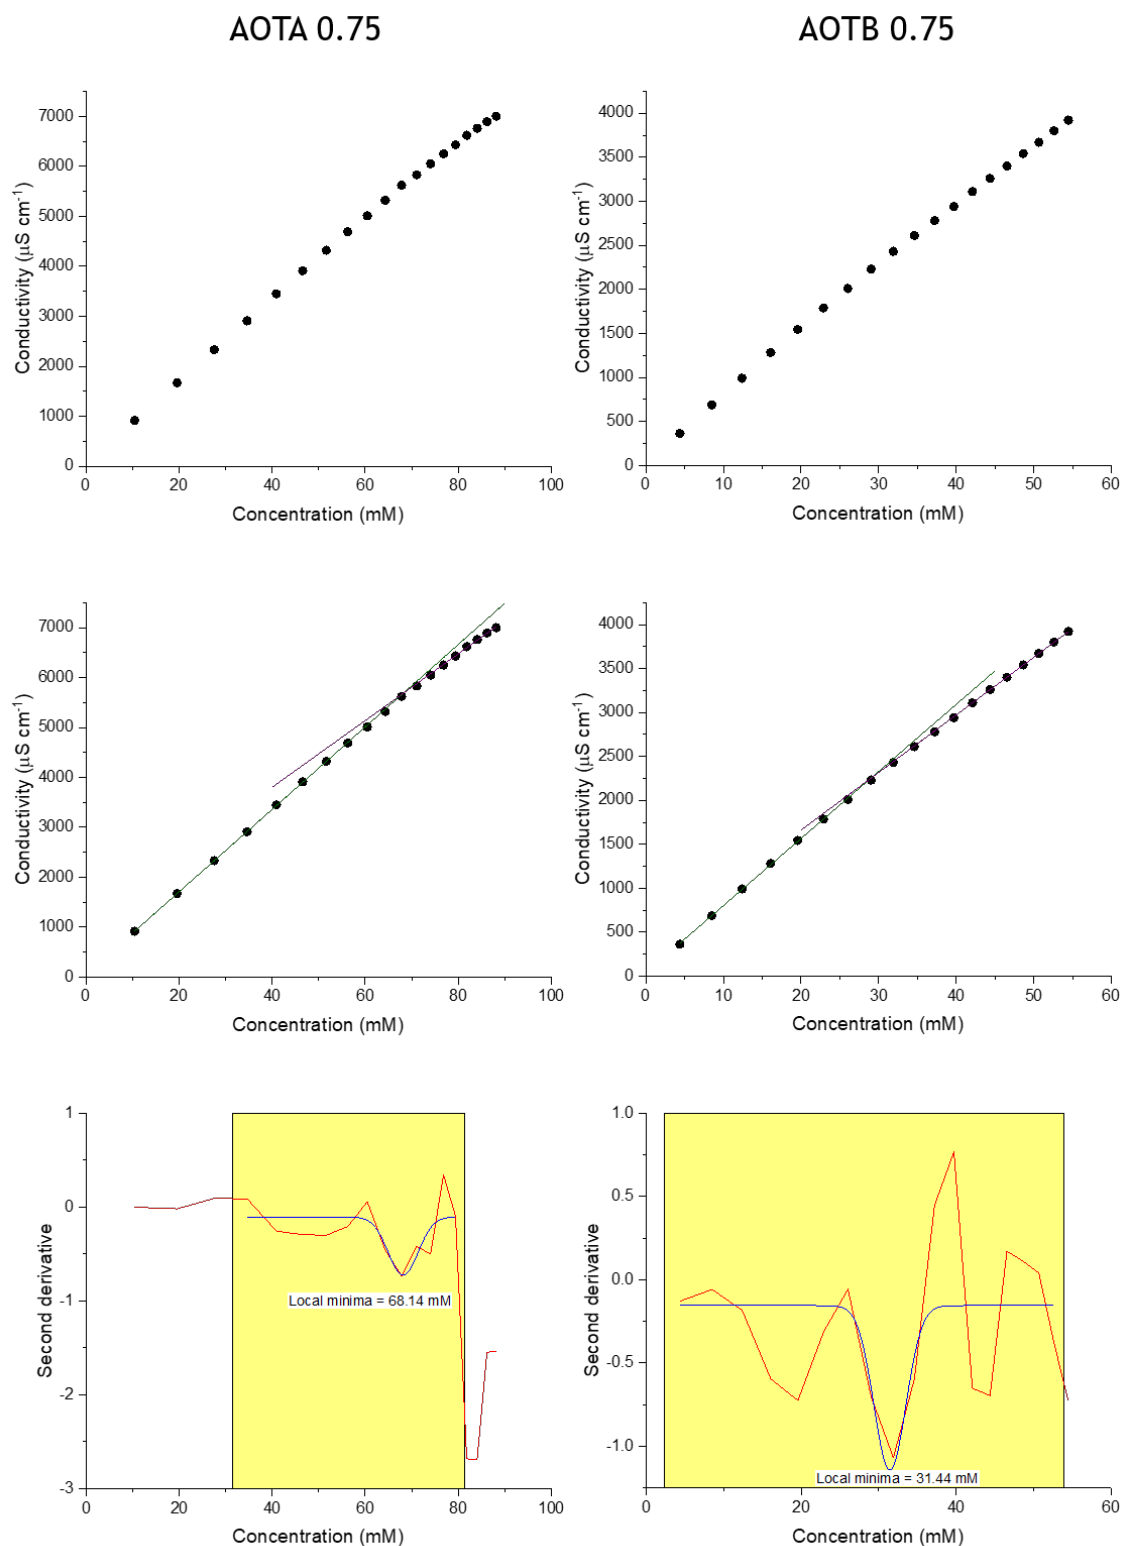 AOTA 0.75
AOTB 0.75
7000
6000
5000
4000
3000
2000
1000
0
Conductivity (μS cm⁻¹)
0 20 40 60 80 100
Concentration (mM)
4000
3500
3000
2500
2000
1500
1000
500
0
Conductivity (μS cm⁻¹)
0 10 20 30 40 50 60
Concentration (mM)
7000
6000
5000
4000
3000
2000
1000
0
Conductivity (μS cm⁻¹)
0 20 40 60 80 100
Concentration (mM)
4000
3500
3000
2500
2000
1500
1000
500
0
Conductivity (μS cm⁻¹)
0 10 20 30 40 50 60
Concentration (mM)
1
0
-1
-2
-3
Second derivative
Local minima = 68.14 mM
0 20 40 60 80 100
Concentration (mM)
1.0
0.5
0.0
-0.5
-1.0
Second derivative
Local minima = 31.44 mM
0 20 40 60
Concentration (mM)